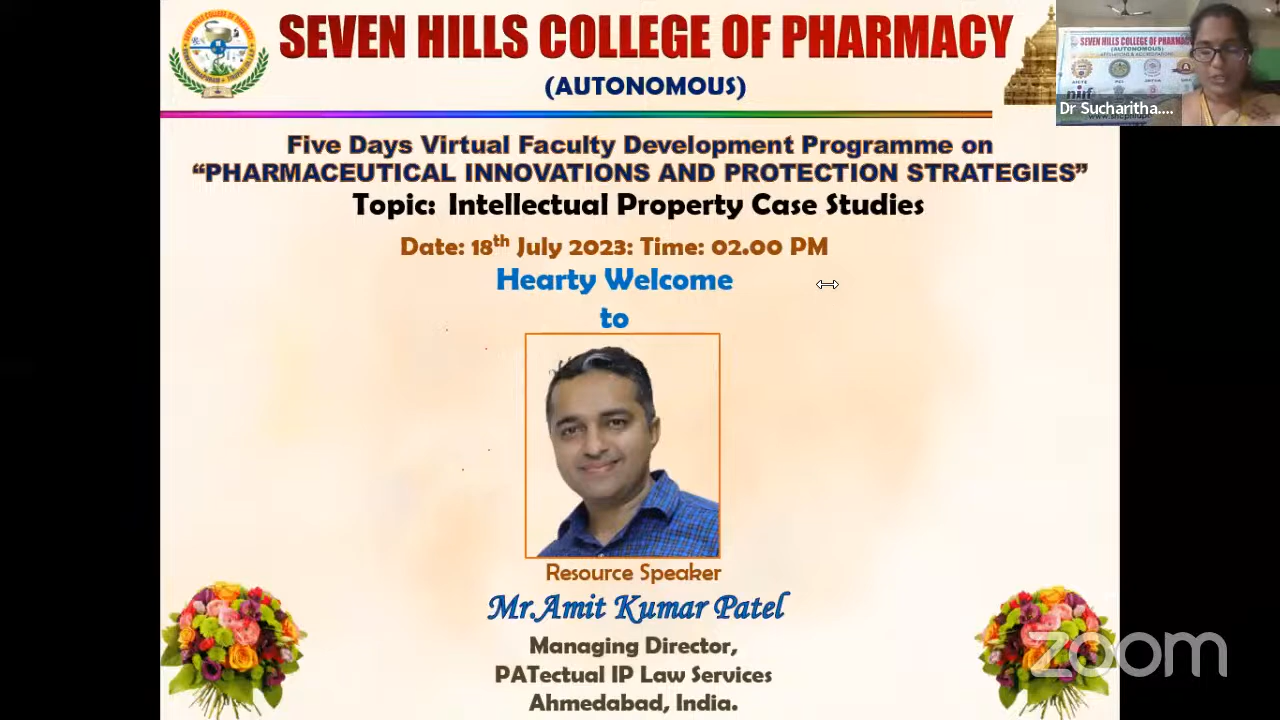 SEVEN HILLS COLLEGE OF PHARMACY
(AUTONOMOUS)
Five Days Virtual Faculty Development Programme on
“PHARMACEUTICAL INNOVATIONS AND PROTECTION STRATEGIES”
Topic: Intellectual Property Case Studies
Date: 18th July 2023: Time: 02.00 PM
Hearty Welcome
to
Resource Speaker
Mr.Amit Kumar Patel
Managing Director,
PATectual IP Law Services
Ahmedabad, India.
SEVEN HILLS COLLEGE OF PHARMACY
(AUTONOMOUS)
Dr Sucharitha....
zoom